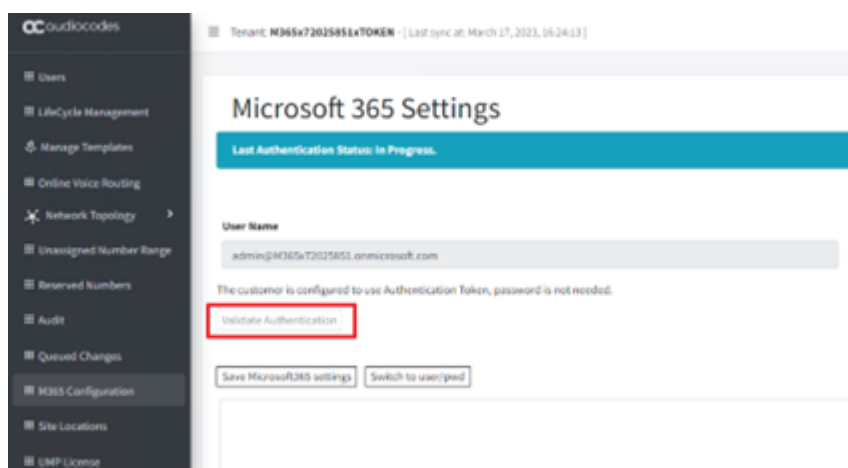 audiocodes
Tenant: M365x72025851xTOKEN - [ Last sync at: March 17, 2023, 16:24:13 ]
Users
LifeCycle Management
Manage Templates
Online Voice Routing
Network Topology
Unassigned Number Range
Reserved Numbers
Audit
Queued Changes
M365 Configuration
Site Locations
UMP License
Microsoft 365 Settings
Last Authentication Status: In Progress.
User Name
admin@M365x72025851.onmicrosoft.com
The customer is configured to use Authentication Token, password is not needed.
Validate Authentication
Save Microsoft365 settings
Switch to user/pwd